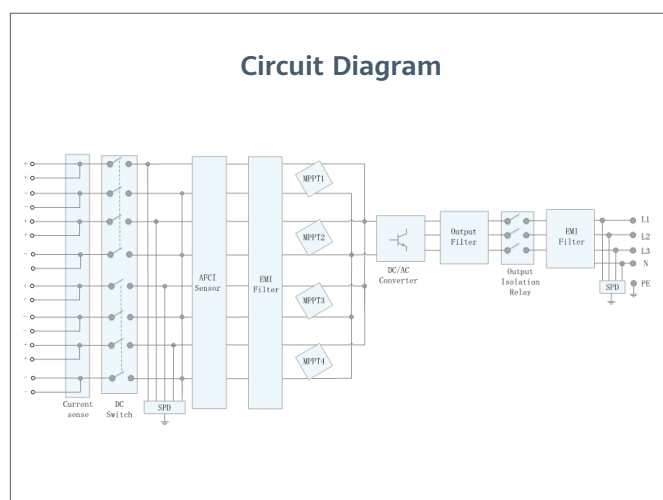 Circuit Diagram
+
+
-
-
+
+
-
-
+
+
-
-
+
+
-
-
Current
sense
DC
Switch
SPD
AFCI
Sensor
EMI
Filter
MPPT1
MPPT2
MPPT3
MPPT4
DC/AC
Converter
Output
Filter
Output
Isolation
Relay
EMI
Filter
L1
L2
L3
N
PE
SPD